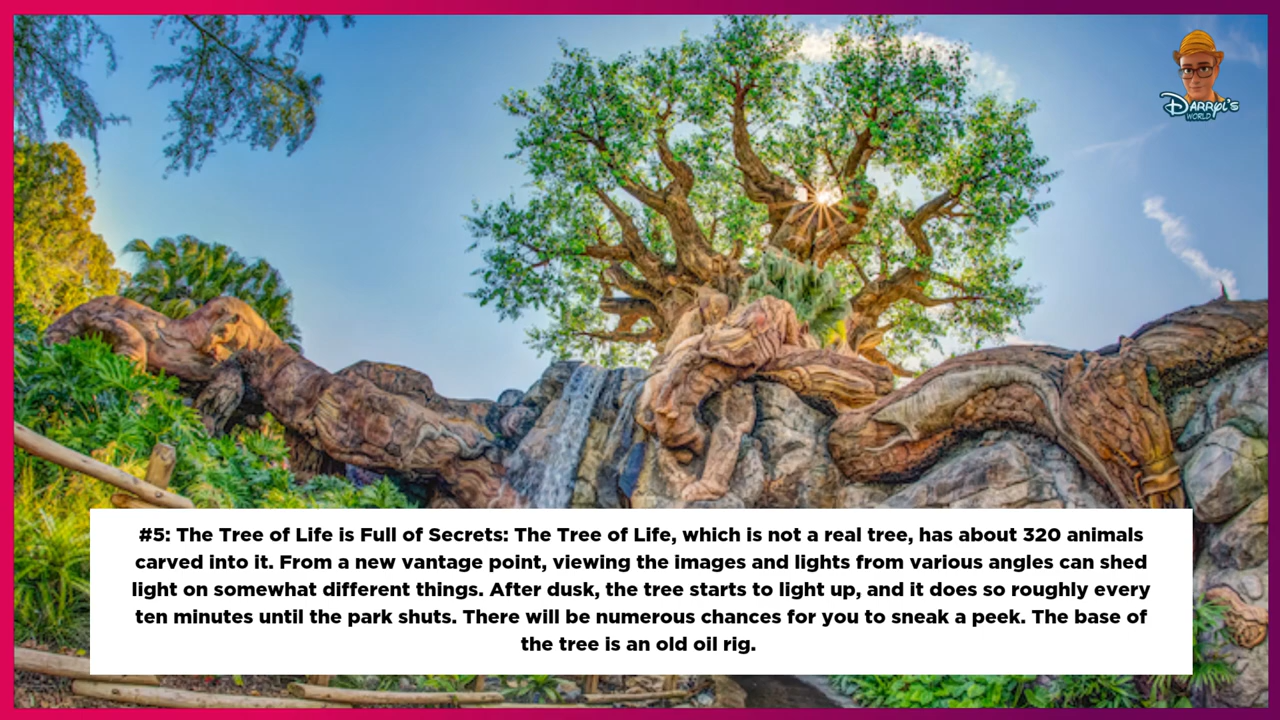 DARRYL'S
WORLD
#5: The Tree of Life is Full of Secrets: The Tree of Life, which is not a real tree, has about 320 animals
carved into it. From a new vantage point, viewing the images and lights from various angles can shed
light on somewhat different things. After dusk, the tree starts to light up, and it does so roughly every
ten minutes until the park shuts. There will be numerous chances for you to sneak a peek. The base of
the tree is an old oil rig.